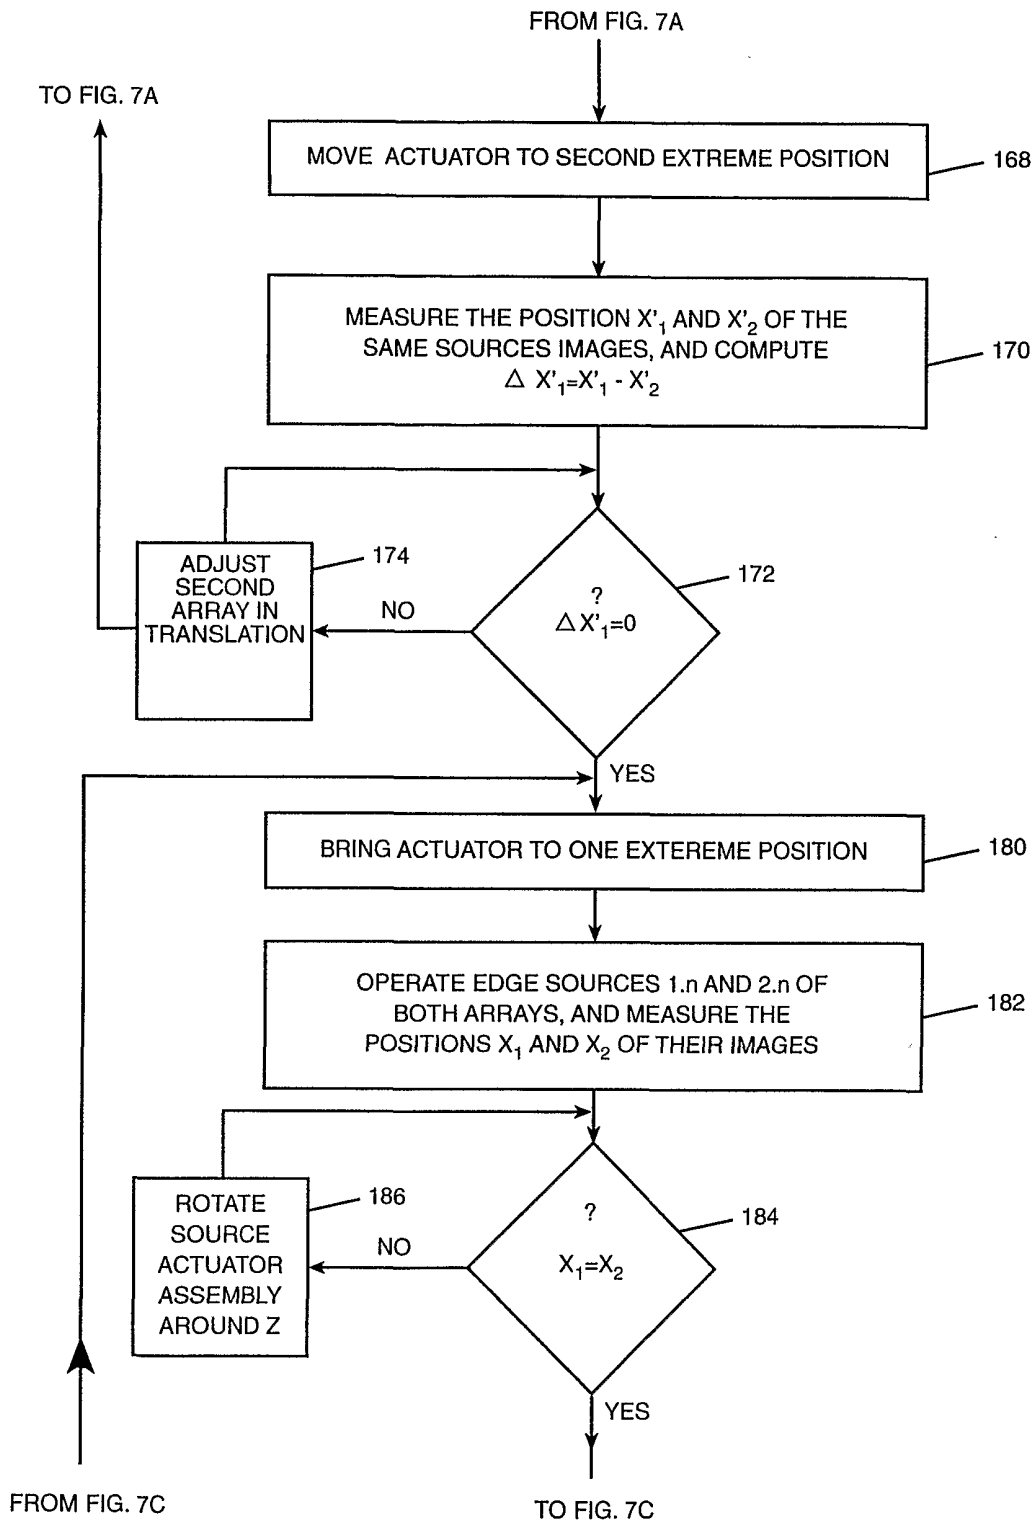 FROM FIG. 7A
TO FIG. 7A
MOVE ACTUATOR TO SECOND EXTREME POSITION
168
MEASURE THE POSITION X'₁ AND X'₂ OF THE
SAME SOURCES IMAGES, AND COMPUTE
△ X'₁=X'₁ - X'₂
170
ADJUST
SECOND
ARRAY IN
TRANSLATION
174
NO
?
△ X'₁=0
172
YES
BRING ACTUATOR TO ONE EXTEREME POSITION
180
OPERATE EDGE SOURCES 1.n AND 2.n OF
BOTH ARRAYS, AND MEASURE THE
POSITIONS X₁ AND X₂ OF THEIR IMAGES
182
ROTATE
SOURCE
ACTUATOR
ASSEMBLY
AROUND Z
186
NO
?
X₁=X₂
184
YES
FROM FIG. 7C
TO FIG. 7C